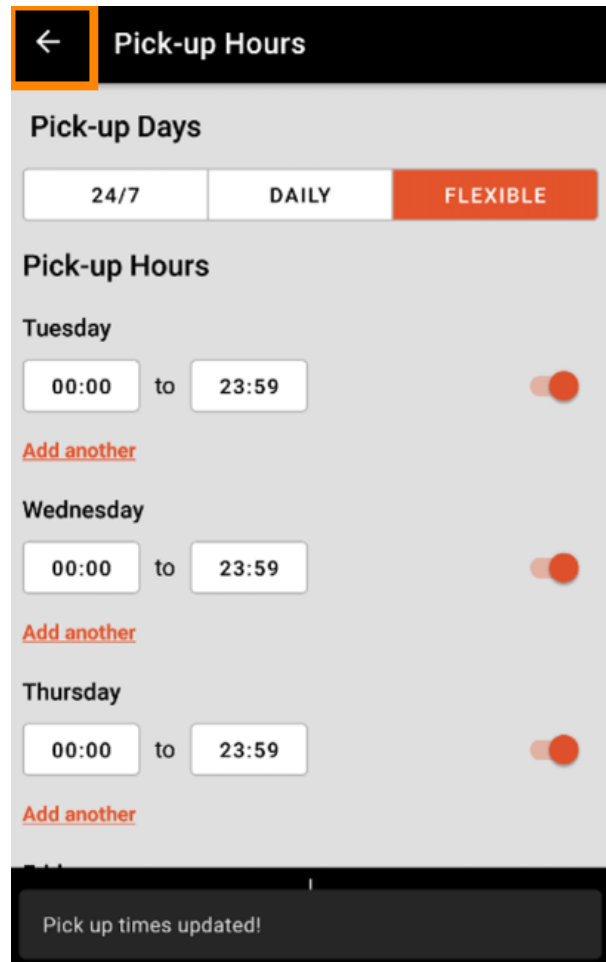 Pick-up Hours
Pick-up Days
24/7 DAILY FLEXIBLE
Pick-up Hours
Tuesday
00:00 to 23:59
Add another
Wednesday
00:00 to 23:59
Add another
Thursday
00:00 to 23:59
Add another
Pick up times updated!